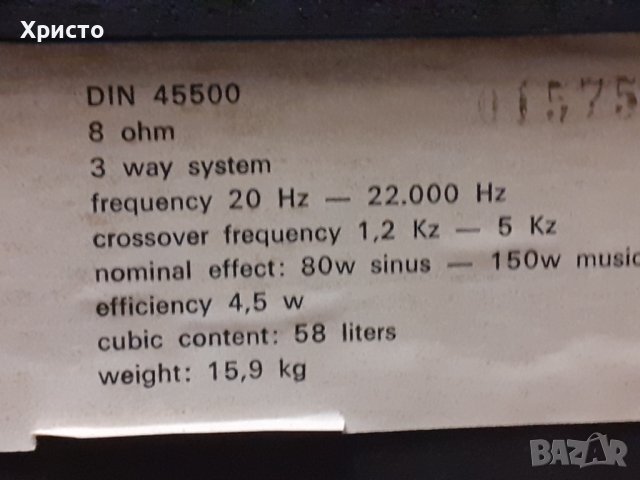 Христо
DIN 45500
01575
8 ohm
3 way system
frequency 20 Hz — 22.000 Hz
crossover frequency 1,2 Kz — 5 Kz
nominal effect: 80w sinus — 150w music
efficiency 4,5 w
cubic content: 58 liters
weight: 15,9 kg
BAZAR